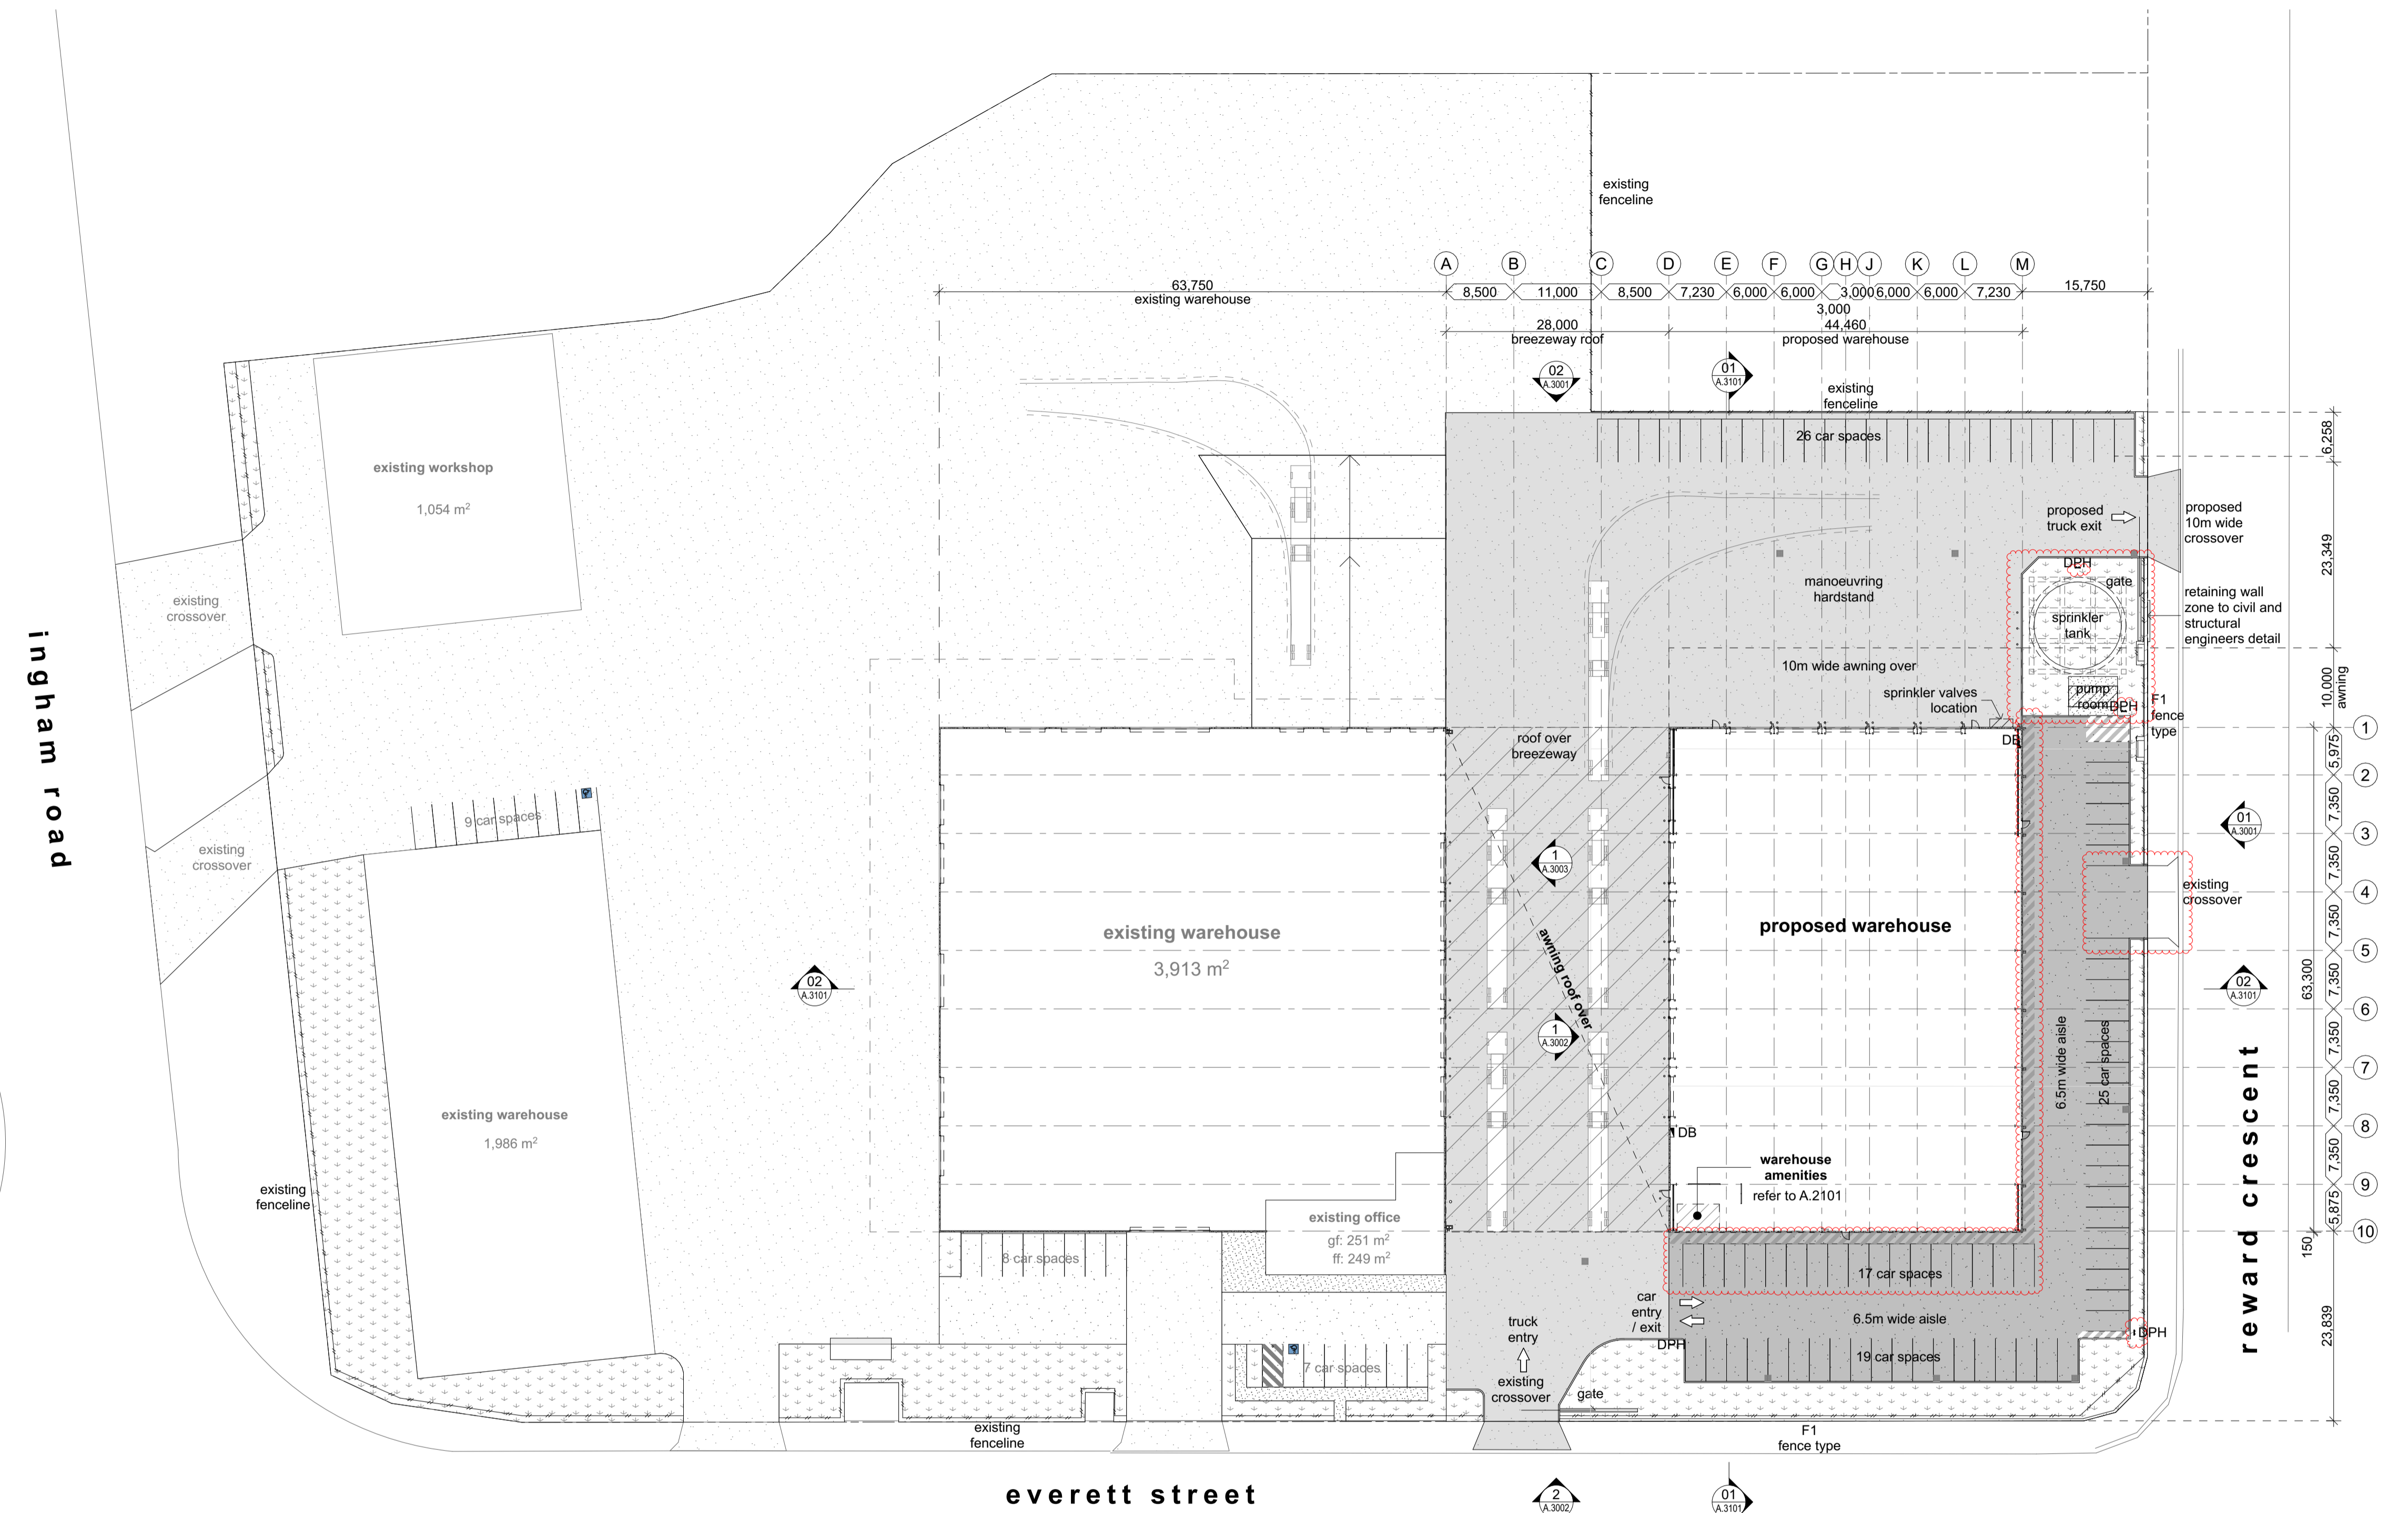 existing
fenceline
A
B
C
D
E
F
G
H
J
K
L
M
63,750
existing warehouse
8,500
11,000
8,500
7,230
6,000
6,000
3,000
6,000
6,000
7,230
15,750
3,000
28,000
breezeway roof
44,460
proposed warehouse
02
A.3001
01
A.3101
existing
fenceline
26 car spaces
6,258
existing workshop
1,054 m²
proposed
truck exit
proposed
10m wide
crossover
23,349
DPH
gate
manoeuvring
hardstand
retaining wall
zone to civil and
structural
engineers detail
sprinkler
tank
existing
crossover
ingham road
10m wide awning over
sprinkler valves
location
pump
room
DPH
F1
fence
type
10,000
awning
roof over
breezeway
DB
1
5,975
2
7,350
3
7,350
4
7,350
5
7,350
6
7,350
7
7,350
8
7,350
9
5,875
10
63,300
150
23,839
9 car spaces
existing
crossover
01
A.3001
1
A.3003
existing
crossover
existing warehouse
3,913 m²
proposed warehouse
awning roof over
02
A.3101
02
A.3101
1
A.3002
6.5m wide aisle
25 car spaces
reward crescent
existing warehouse
1,986 m²
DB
warehouse
amenities
refer to A.2101
existing
fenceline
existing office
gf: 251 m²
ff: 249 m²
8 car spaces
17 car spaces
car
entry
/ exit
6.5m wide aisle
truck
entry
DPH
DPH
7 car spaces
19 car spaces
existing
crossover
gate
existing
fenceline
F1
fence type
everett street
2
A.3002
01
A.3101